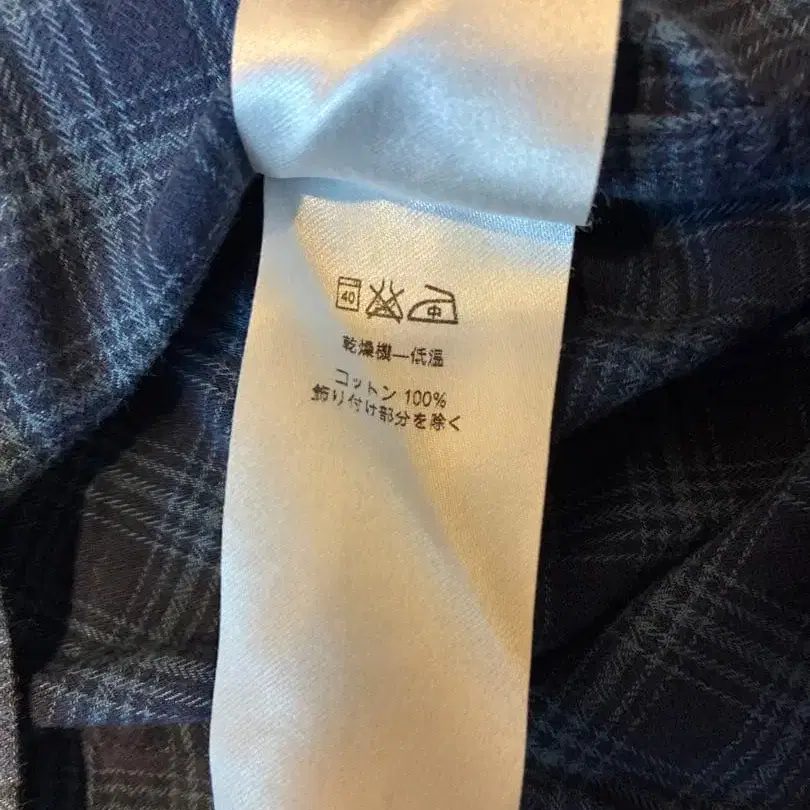 40 中
乾燥機—低温
コットン 100%
飾り付け部分を除く